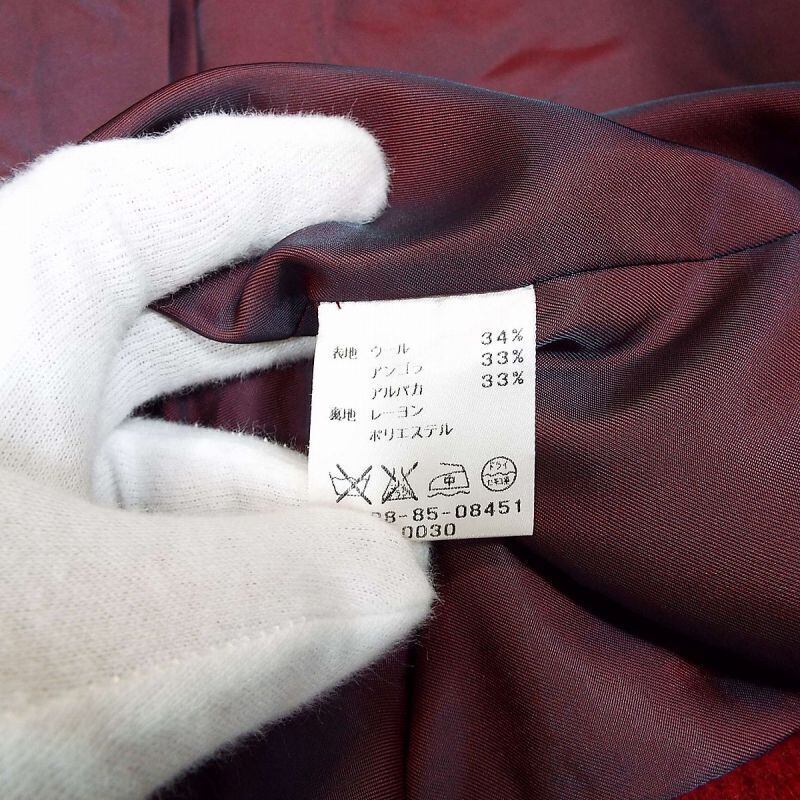 表地 ウール 34%
アンゴラ 33%
アルパカ 33%
裏地 レーヨン
ポリエステル
中
ドライ
8-85-08451
0030